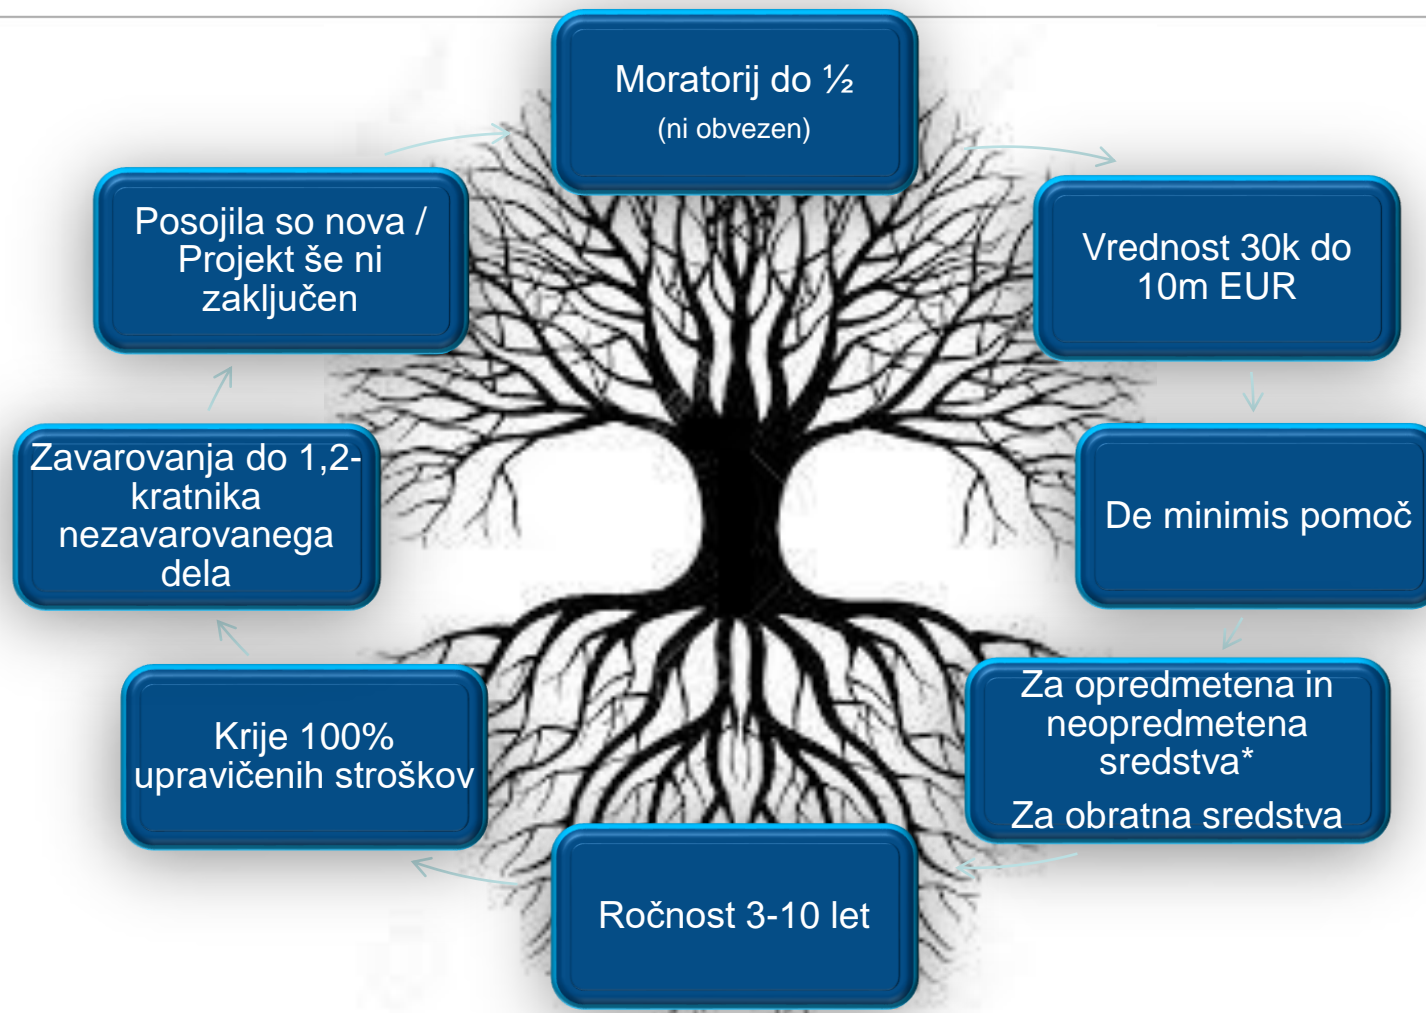 Moratorij do ½
(ni obvezen)
Vrednost 30k do
10m EUR
De minimis pomoč
Za opredmetena in
neopredmetena
sredstva*
Za obratna sredstva
Ročnost 3-10 let
Krije 100%
upravičenih stroškov
Zavarovanja do 1,2-
kratnika
nezavarovanega
dela
Posojila so nova /
Projekt še ni
zaključen